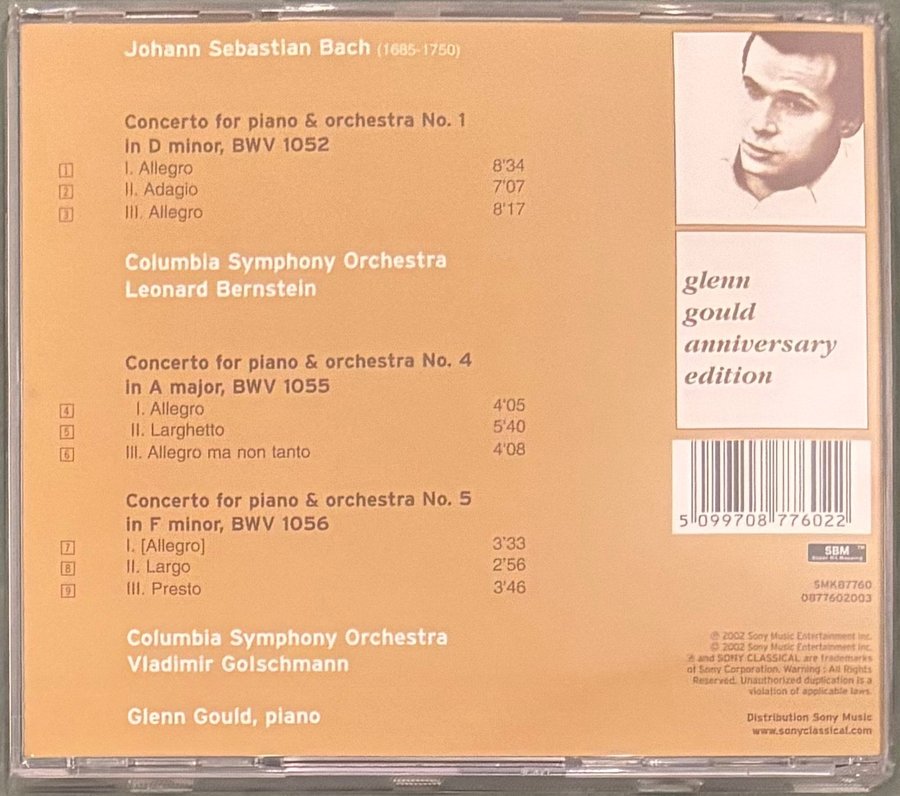 Johann Sebastian Bach (1685-1750)
Concerto for piano & orchestra No. 1
in D minor, BWV 1052
1 I. Allegro 8'34
2 II. Adagio 7'07
3 III. Allegro 8'17
Columbia Symphony Orchestra
Leonard Bernstein
Concerto for piano & orchestra No. 4
in A major, BWV 1055
4 I. Allegro 4'05
5 II. Larghetto 5'40
6 III. Allegro ma non tanto 4'08
Concerto for piano & orchestra No. 5
in F minor, BWV 1056
7 I. [Allegro] 3'33
8 II. Largo 2'56
9 III. Presto 3'46
Columbia Symphony Orchestra
Vladimir Golschmann
Glenn Gould, piano
glenn
gould
anniversary
edition
5 099708 776022
SBM™
Super Bit Mapping
SMK87760
0877602003
℗ 2002 Sony Music Entertainment Inc.
© 2002 Sony Music Entertainment Inc.
and SONY CLASSICAL are trademarks
of Sony Corporation. Warning : All Rights
Reserved. Unauthorized duplication is a
violation of applicable laws.
Distribution Sony Music
www.sonyclassical.com